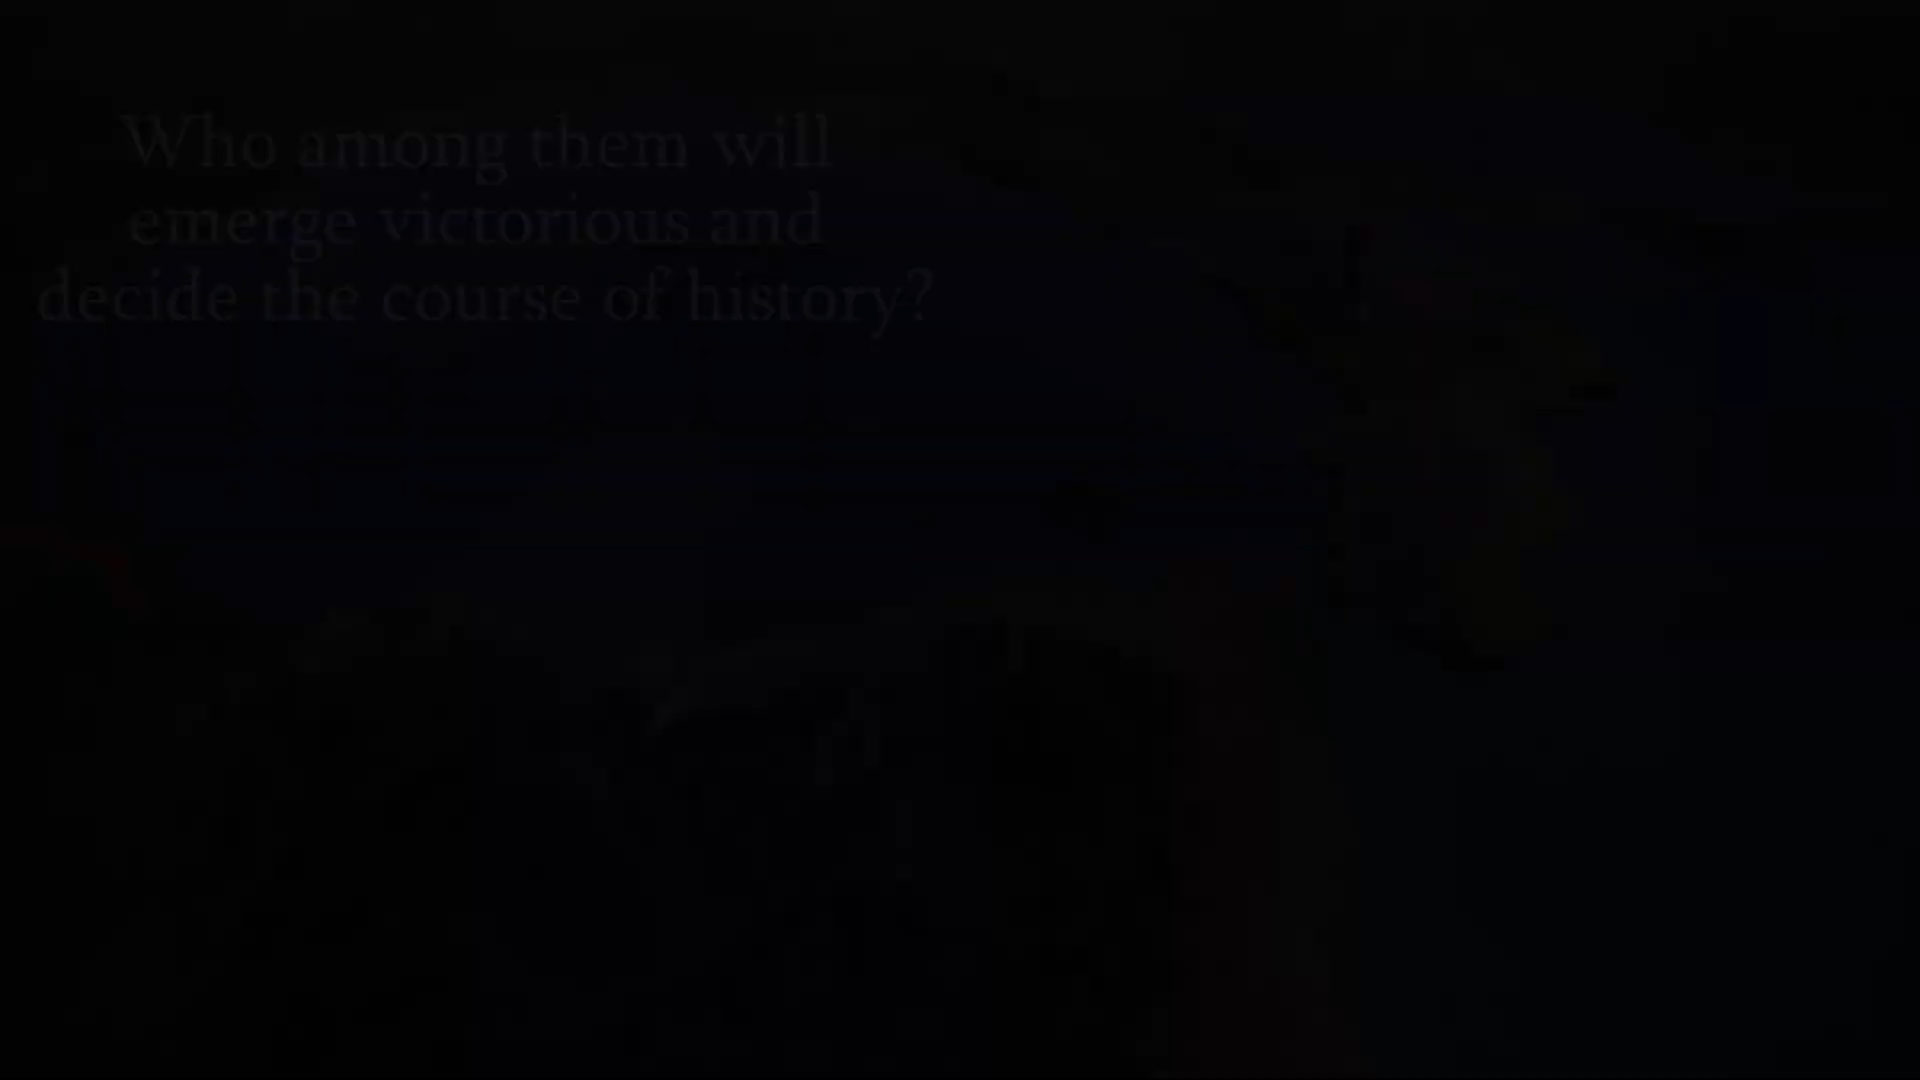 Who among them will
emerge victorious and
decide the course of history?